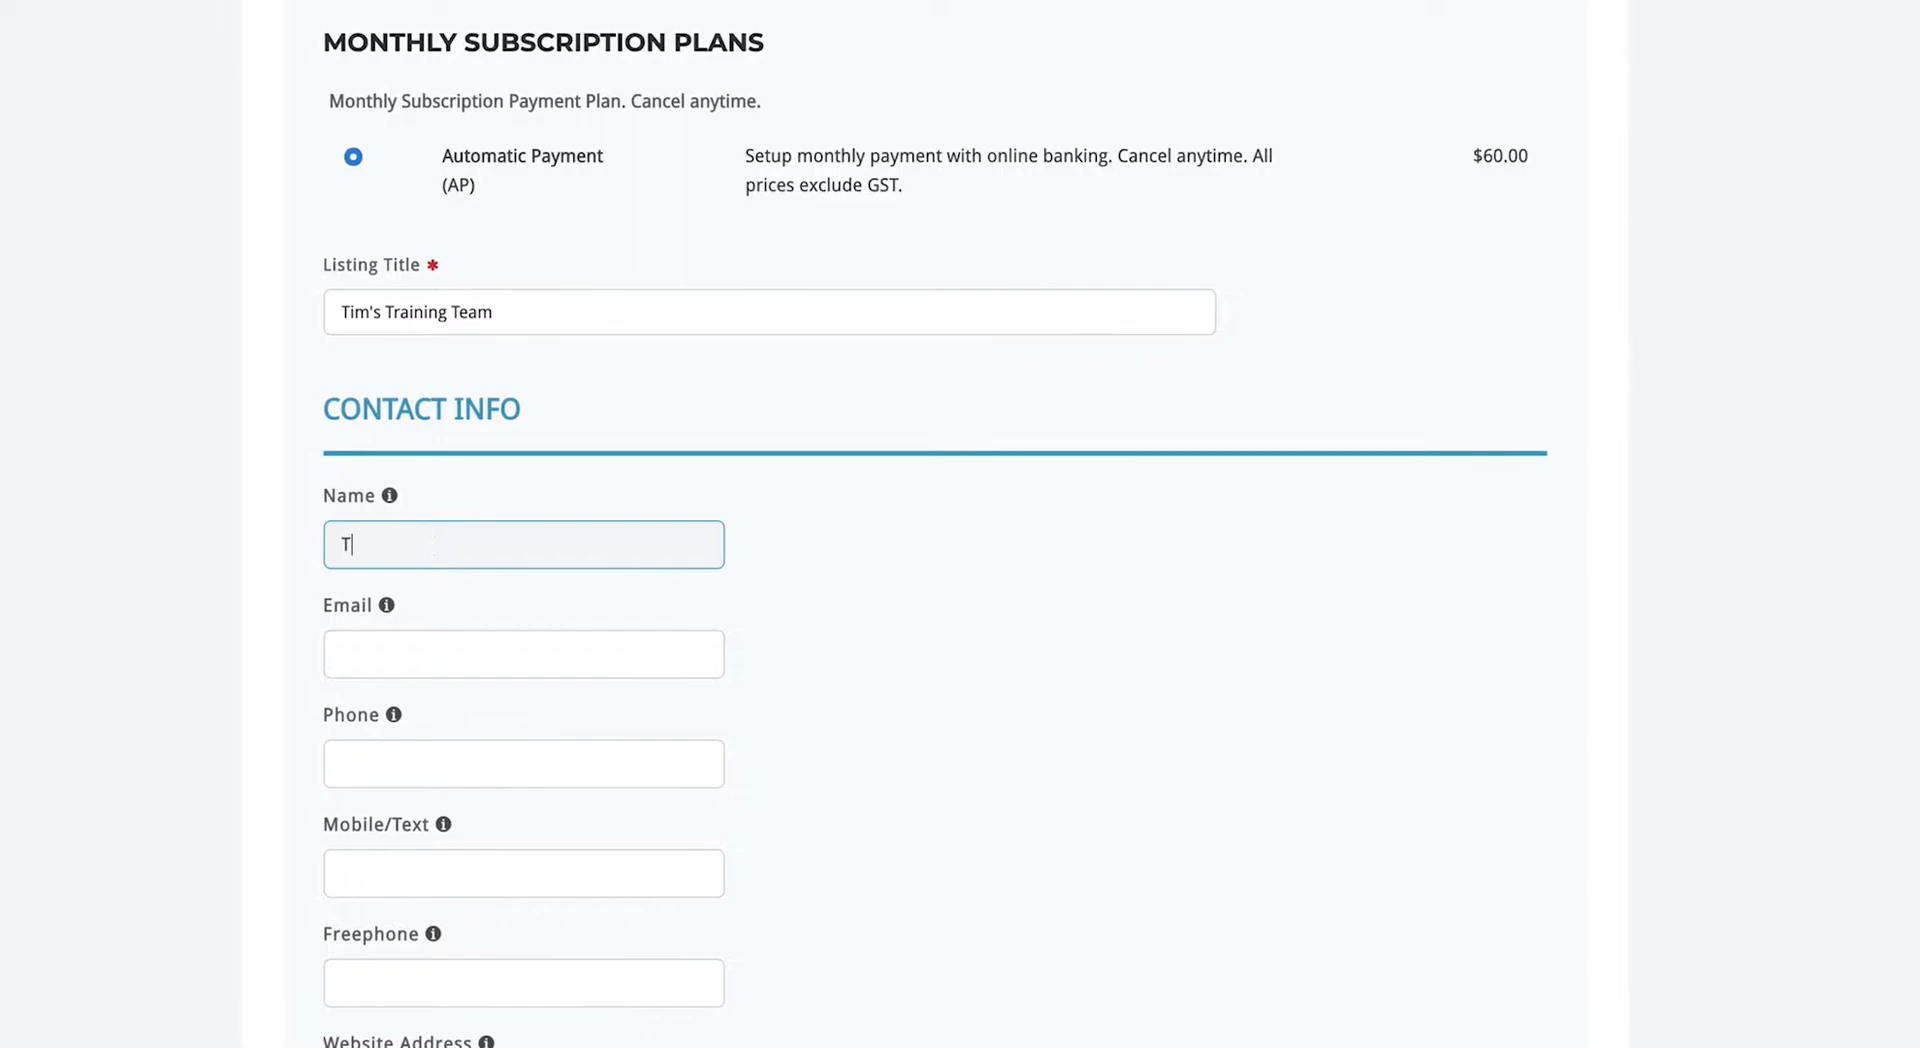 MONTHLY SUBSCRIPTION PLANS
Monthly Subscription Payment Plan. Cancel anytime.
Automatic Payment
(AP)
Setup monthly payment with online banking. Cancel anytime. All
prices exclude GST.
$60.00
Listing Title *
Tim's Training Team
CONTACT INFO
Name
T
Email
Phone
Mobile/Text
Freephone
Website Address